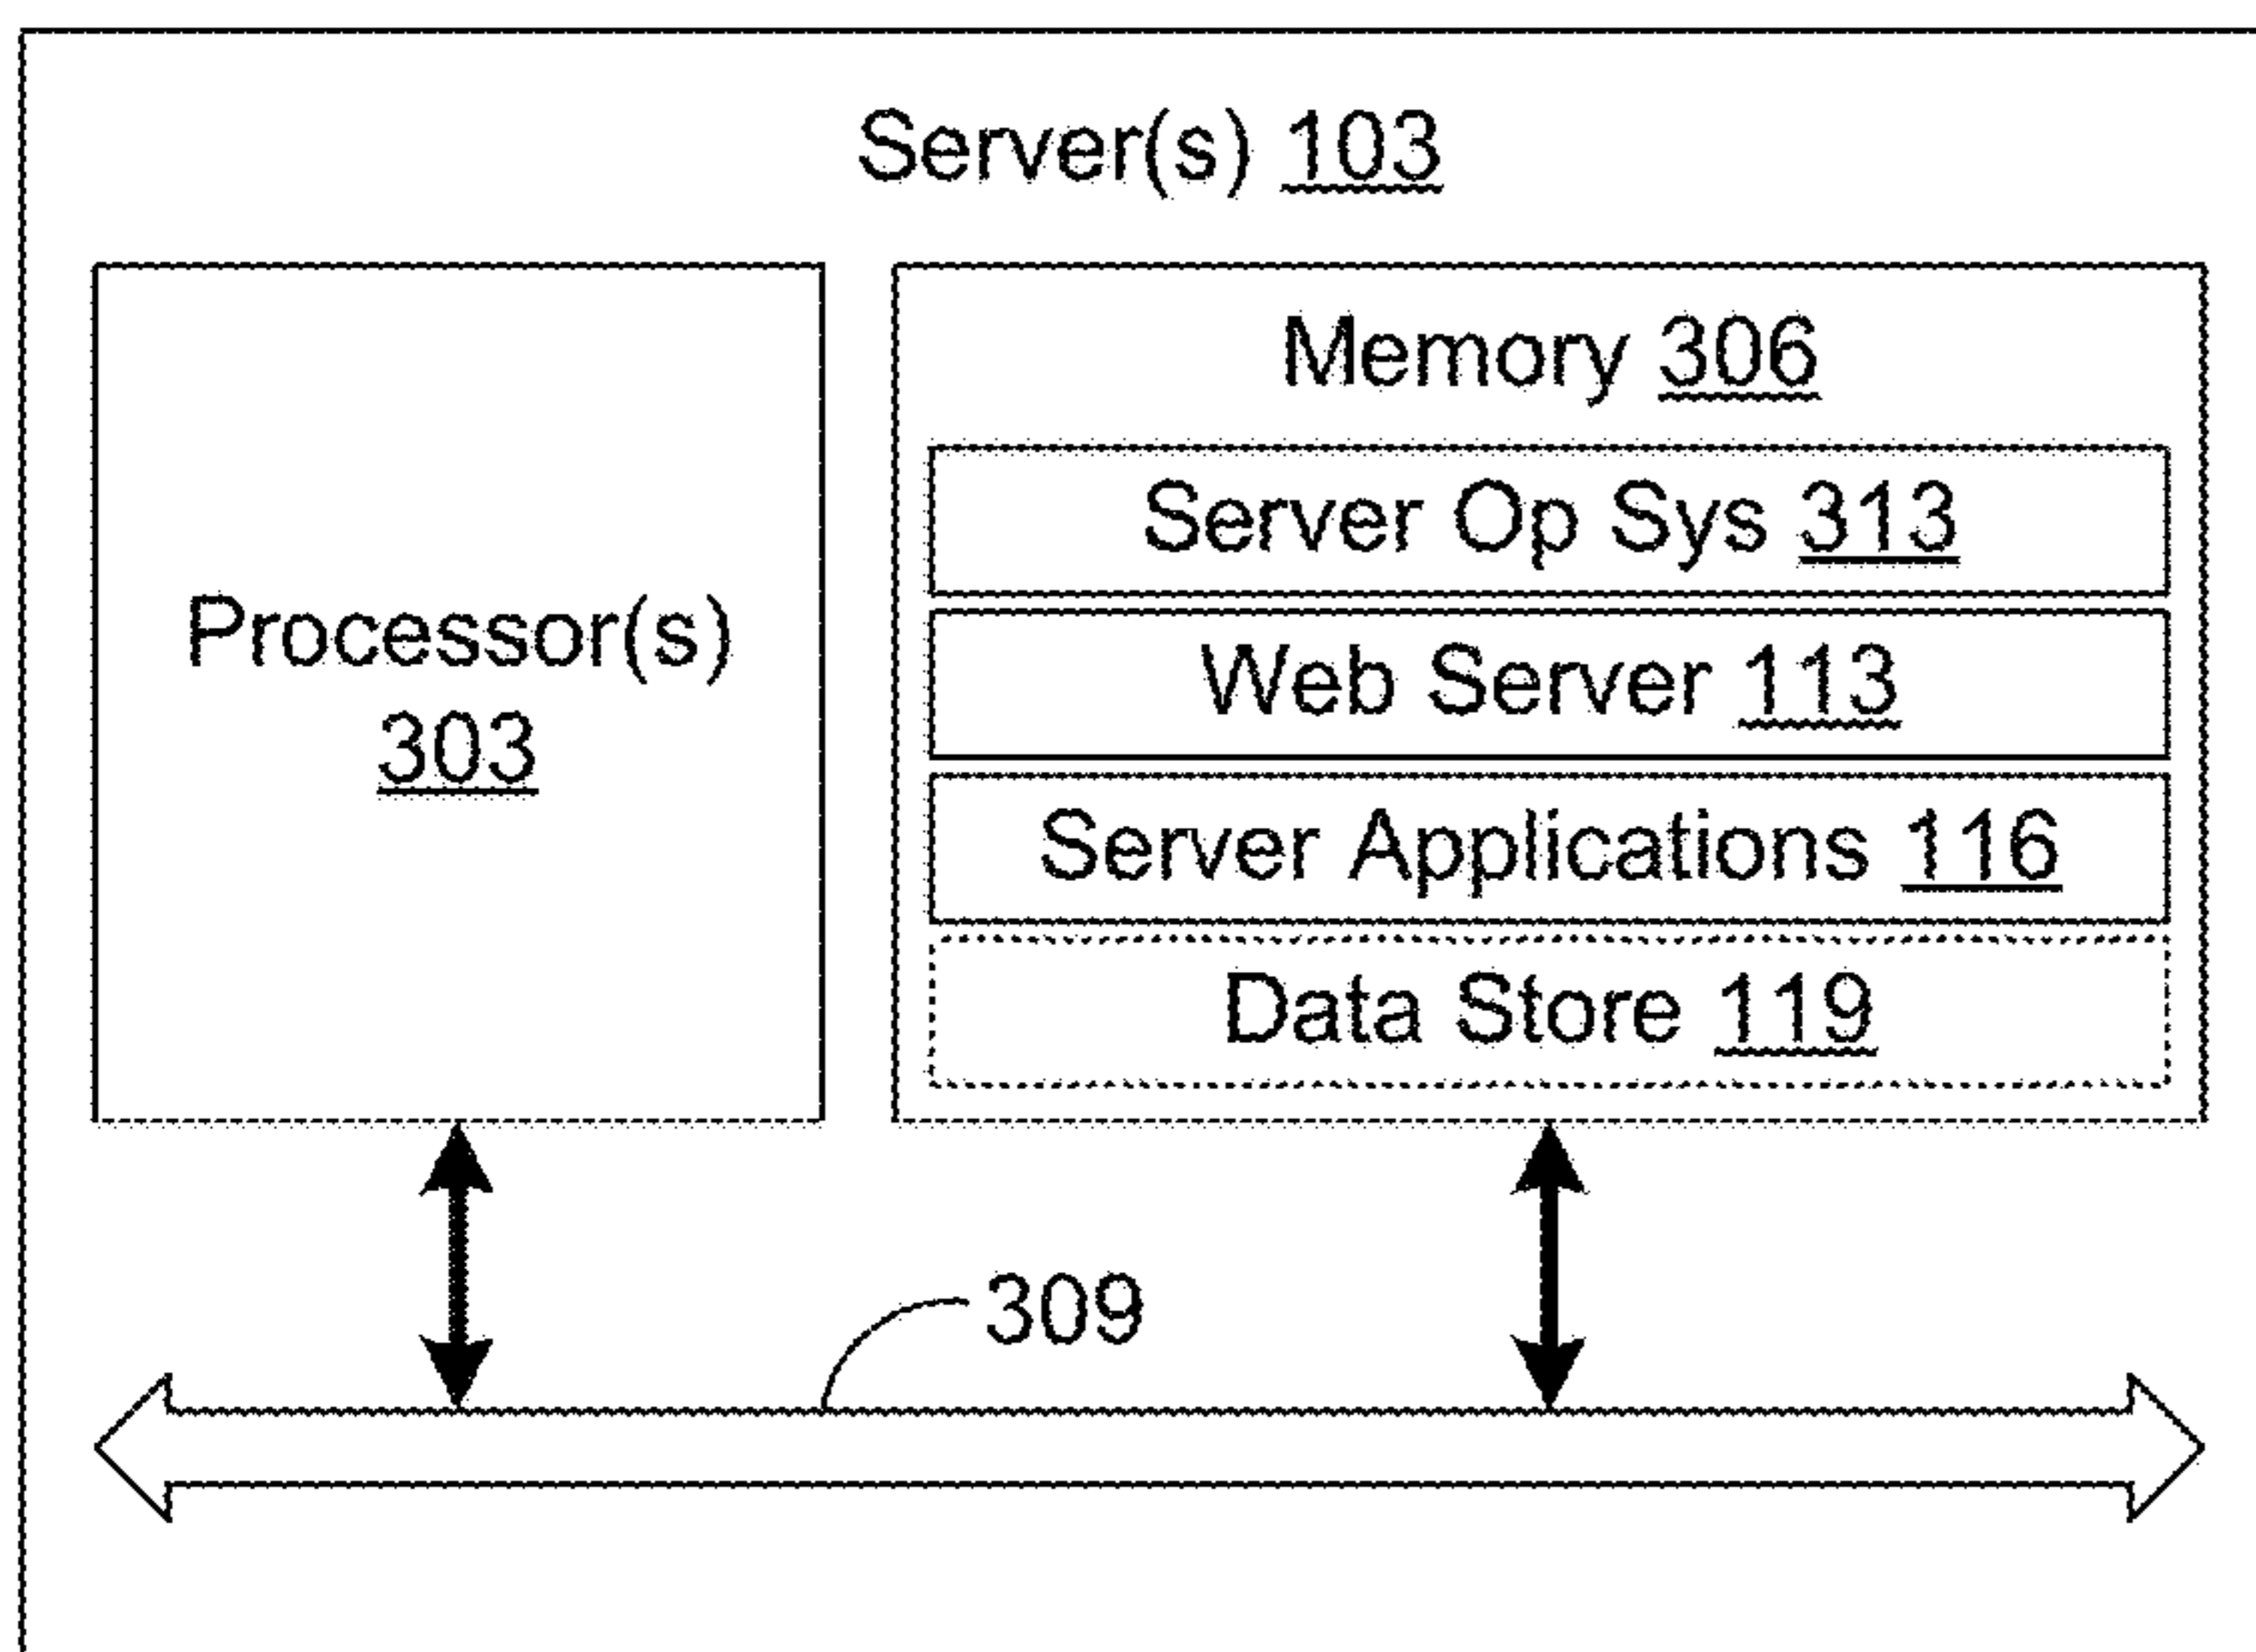 Server(s) 103
Processor(s)
303
Memory 306
Server Op Sys 313
Web Server 113
Server Applications 116
Data Store 119
309